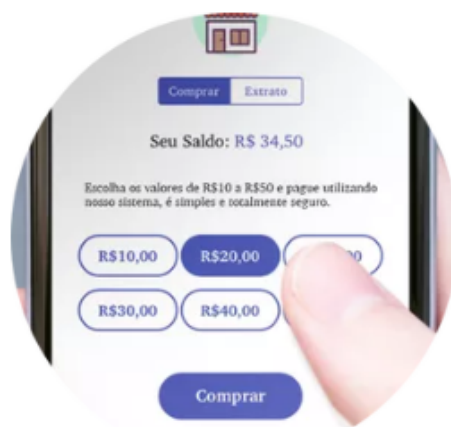 Comprar Extrato
Seu Saldo: R$ 34,50
Escolha os valores de R$10 a R$50 e pague utilizando
nosso sistema, é simples e totalmente seguro.
R$10,00 R$20,00
R$30,00 R$40,00
Comprar